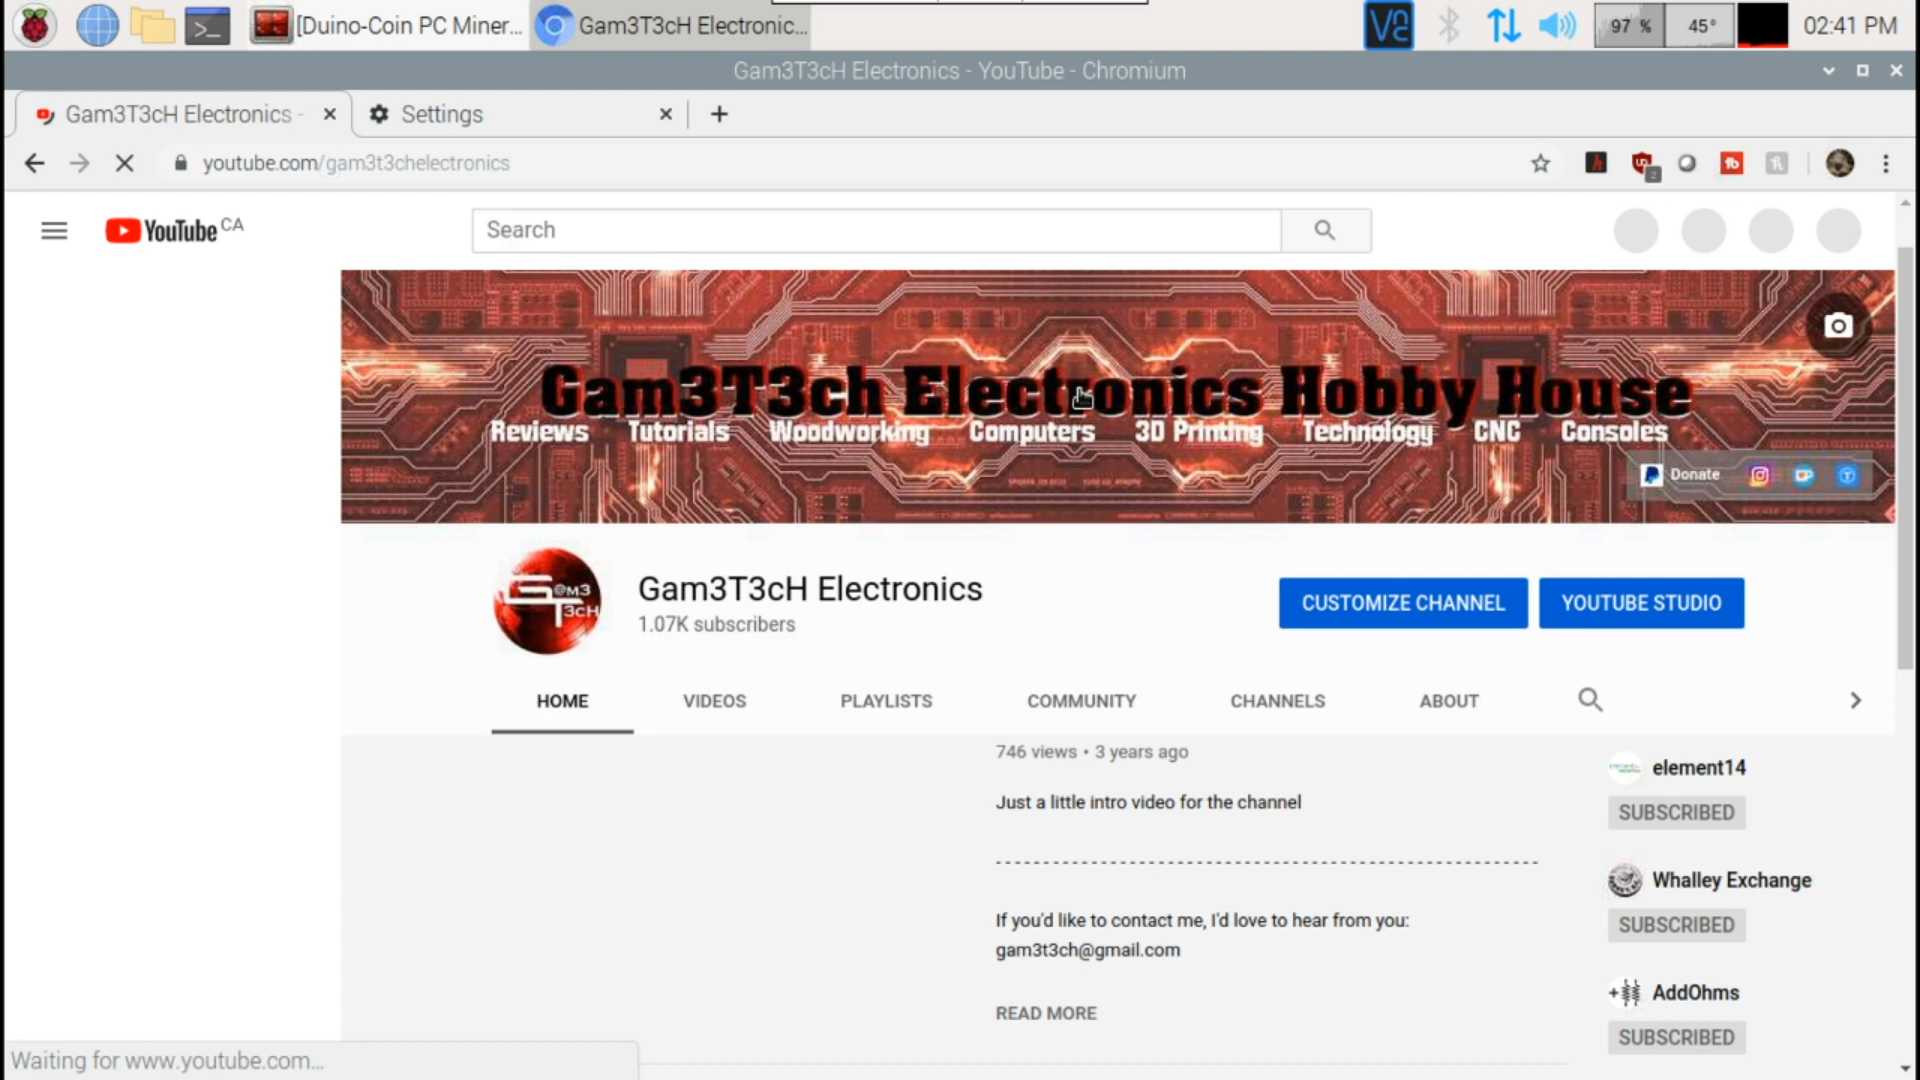 [Duino-Coin PC Miner... Gam3T3cH Electronic... 97 % 45° 02:41 PM
Gam3T3cH Electronics - YouTube - Chromium
Gam3T3cH Electronics - Settings
youtube.com/gam3t3chelectronics
YouTube CA Search
Gam3T3ch Electronics Hobby House
Reviews Tutorials Woodworking Computers 3D Printing Technology CNC Consoles
Donate
Gam3T3cH Electronics
1.07K subscribers
CUSTOMIZE CHANNEL YOUTUBE STUDIO
HOME VIDEOS PLAYLISTS COMMUNITY CHANNELS ABOUT
746 views • 3 years ago
Just a little intro video for the channel
If you'd like to contact me, I'd love to hear from you:
gam3t3ch@gmail.com
READ MORE
element14
SUBSCRIBED
Whalley Exchange
SUBSCRIBED
AddOhms
SUBSCRIBED
Waiting for www.youtube.com...